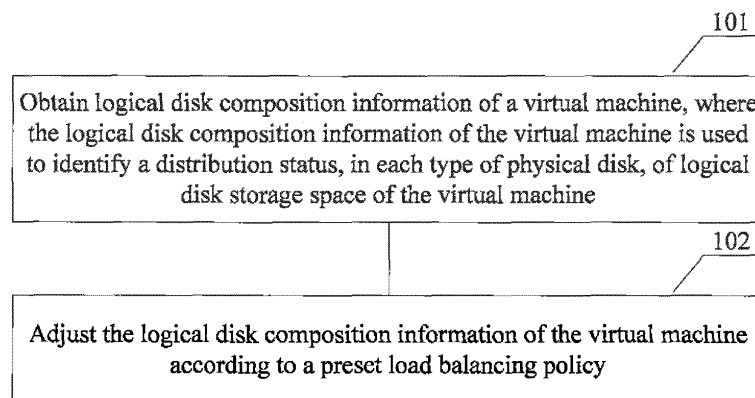 101
Obtain logical disk composition information of a virtual machine, where
the logical disk composition information of the virtual machine is used
to identify a distribution status, in each type of physical disk, of logical
disk storage space of the virtual machine
102
Adjust the logical disk composition information of the virtual machine
according to a preset load balancing policy